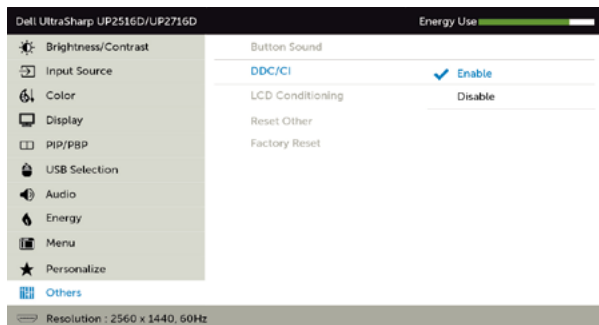 Dell UltraSharp UP2516D/UP2716D Energy Use
Brightness/Contrast Button Sound
Input Source DDC/CI Enable
Color LCD Conditioning Disable
Display Reset Other
PIP/PBP Factory Reset
USB Selection
Audio
Energy
Menu
Personalize
Others
Resolution : 2560 x 1440, 60Hz